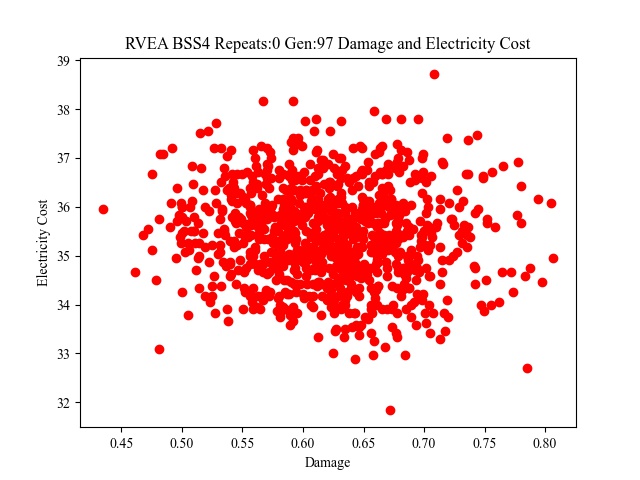 RVEA BSS4 Repeats:0 Gen:97 Damage and Electricity Cost
39
38
37
36
35
34
33
32
Electricity Cost
0.45 0.50 0.55 0.60 0.65 0.70 0.75 0.80
Damage